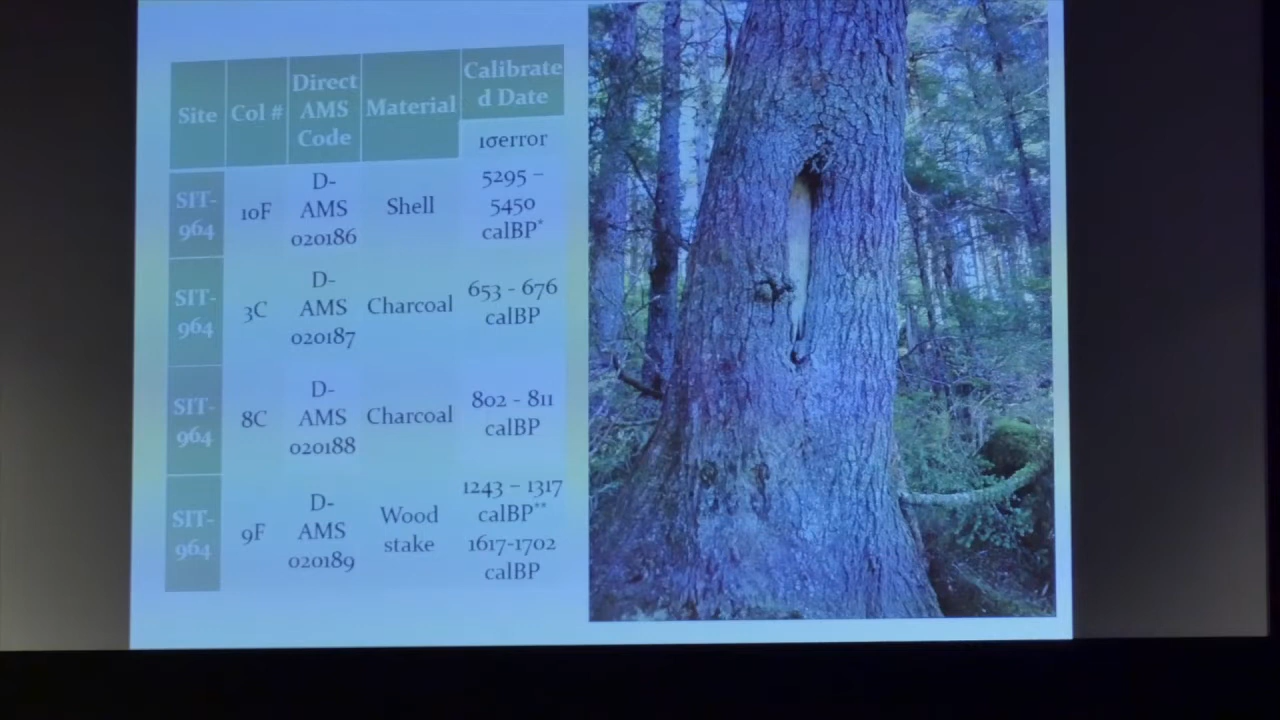 Site
Col #
Direct
AMS
Code
Material
Calibrate
d Date
1σerror
SIT-
964
10F
D-
AMS
020186
Shell
5295 –
5450
calBP*
SIT-
964
3C
D-
AMS
020187
Charcoal
653 - 676
calBP
SIT-
964
8C
D-
AMS
020188
Charcoal
802 - 811
calBP
SIT-
964
9F
D-
AMS
020189
Wood
stake
1243 – 1317
calBP**
1617-1702
calBP